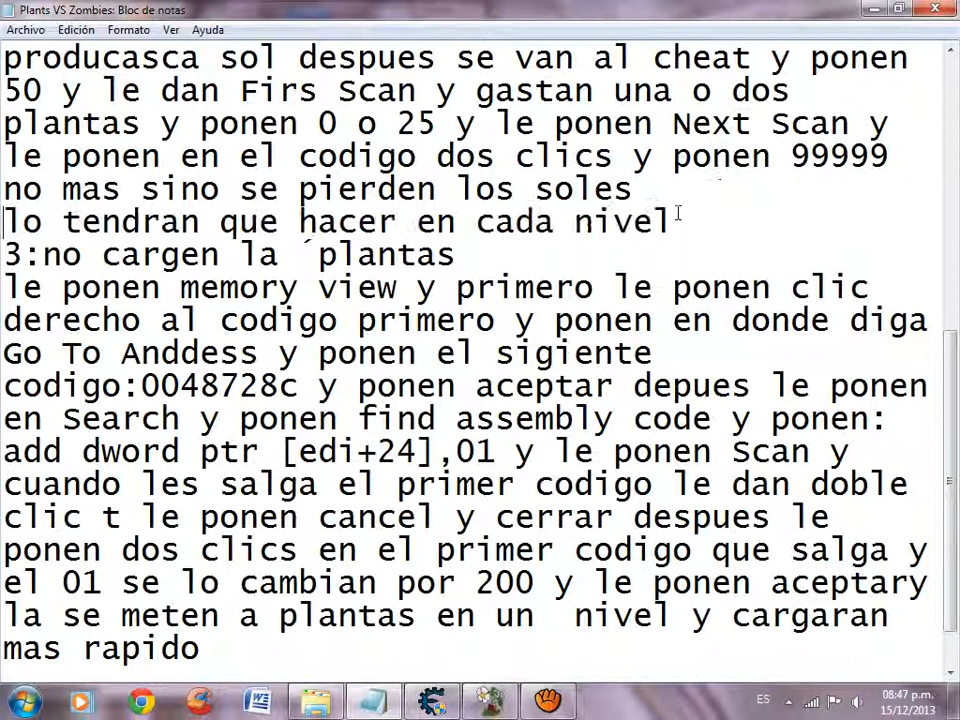 Plants VS Zombies: Bloc de notas
Archivo Edición Formato Ver Ayuda
producasca sol despues se van al cheat y ponen
50 y le dan Firs Scan y gastan una o dos
plantas y ponen 0 o 25 y le ponen Next Scan y
le ponen en el codigo dos clics y ponen 99999
no mas sino se pierden los soles
lo tendran que hacer en cada nivel
3:no cargen la ´plantas
le ponen memory view y primero le ponen clic
derecho al codigo primero y ponen en donde diga
Go To Anddess y ponen el sigiente
codigo:0048728c y ponen aceptar depues le ponen
en Search y ponen find assembly code y ponen:
add dword ptr [edi+24],01 y le ponen Scan y
cuando les salga el primer codigo le dan doble
clic t le ponen cancel y cerrar despues le
ponen dos clics en el primer codigo que salga y
el 01 se lo cambian por 200 y le ponen aceptary
la se meten a plantas en un  nivel y cargaran
mas rapido
ES
08:47 p.m.
15/12/2013